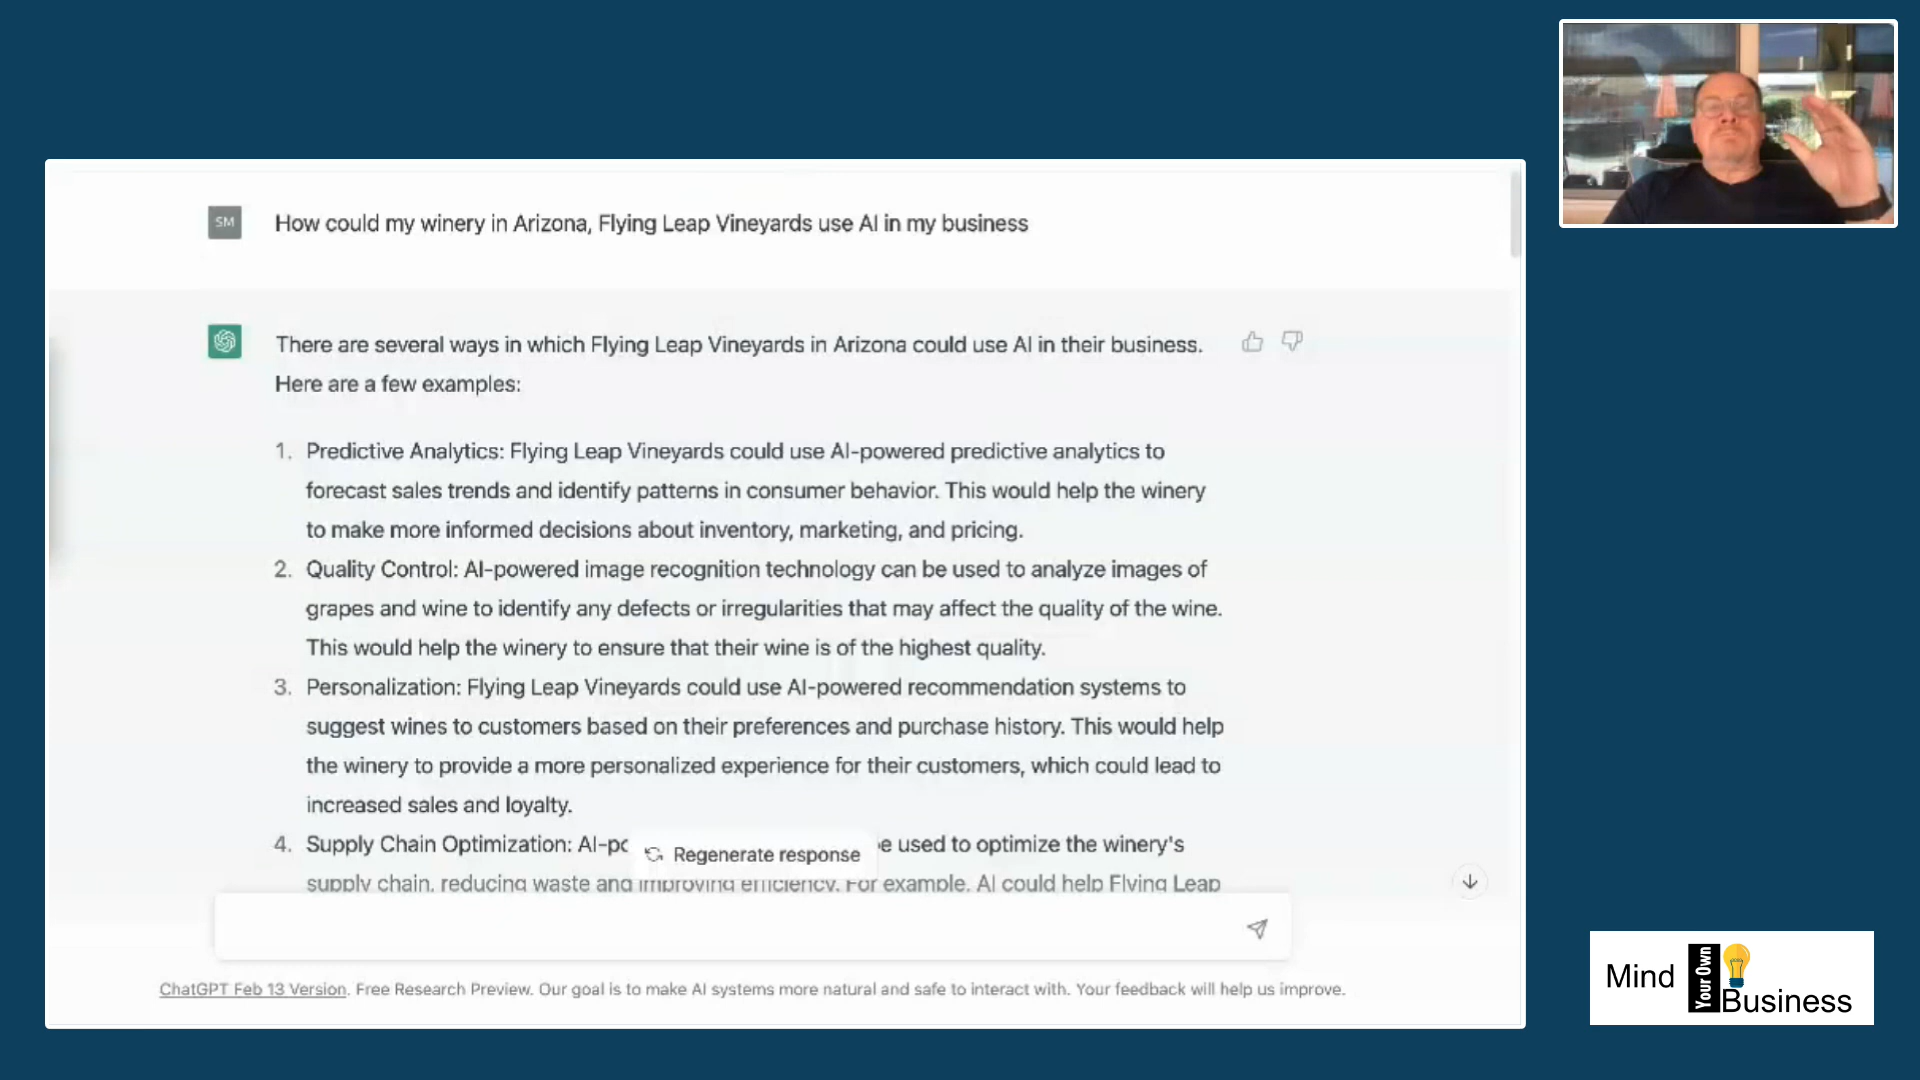 SM
How could my winery in Arizona, Flying Leap Vineyards use AI in my business
There are several ways in which Flying Leap Vineyards in Arizona could use AI in their business.
Here are a few examples:
1. Predictive Analytics: Flying Leap Vineyards could use AI-powered predictive analytics to
forecast sales trends and identify patterns in consumer behavior. This would help the winery
to make more informed decisions about inventory, marketing, and pricing.
2. Quality Control: AI-powered image recognition technology can be used to analyze images of
grapes and wine to identify any defects or irregularities that may affect the quality of the wine.
This would help the winery to ensure that their wine is of the highest quality.
3. Personalization: Flying Leap Vineyards could use AI-powered recommendation systems to
suggest wines to customers based on their preferences and purchase history. This would help
the winery to provide a more personalized experience for their customers, which could lead to
increased sales and loyalty.
4. Supply Chain Optimization: AI-po e used to optimize the winery's
Regenerate response
supply chain, reducing waste and improving efficiency. For example, AI could help Flying Leap
ChatGPT Feb 13 Version. Free Research Preview. Our goal is to make AI systems more natural and safe to interact with. Your feedback will help us improve.
Mind Your Own Business